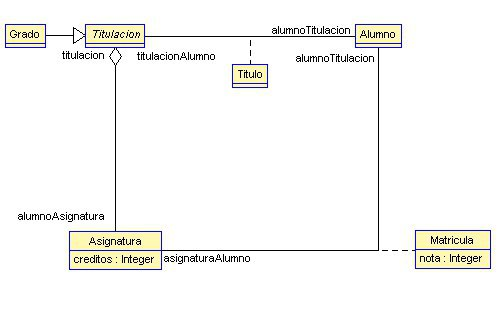 Grado
Titulacion
alumnoTitulacion
Alumno
titulacion
titulacionAlumno
alumnoTitulacion
Titulo
alumnoAsignatura
Asignatura
creditos : Integer
asignaturaAlumno
Matricula
nota : Integer